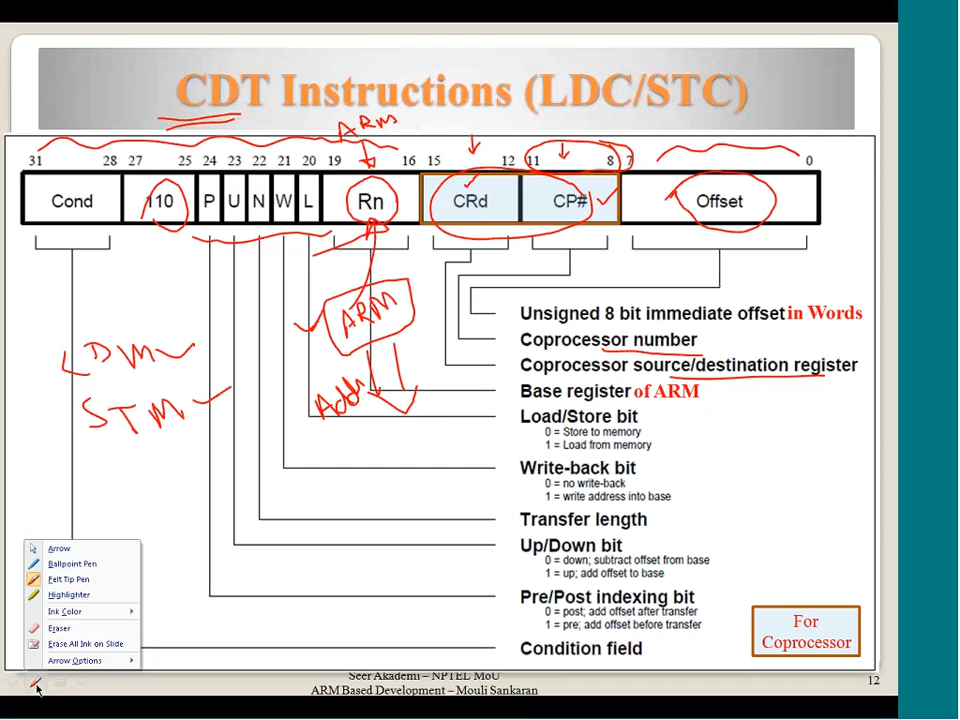 CDT Instructions (LDC/STC)
ARM
31 28 27 25 24 23 22 21 20 19 16 15 12 11 8 7 0
Cond 110 P U N W L Rn CRd CP# Offset
ARM
Addr
LDM
STM
Unsigned 8 bit immediate offset in Words
Coprocessor number
Coprocessor source/destination register
Base register of ARM
Load/Store bit
0 = Store to memory
1 = Load from memory
Write-back bit
0 = no write-back
1 = write address into base
Transfer length
Up/Down bit
0 = down; subtract offset from base
1 = up; add offset to base
Pre/Post indexing bit
0 = post; add offset after transfer
1 = pre; add offset before transfer
Condition field
For
Coprocessor
Arrow
Ballpoint Pen
Felt Tip Pen
Highlighter
Ink Color
Eraser
Erase All Ink on Slide
Arrow Options
Seer Akademi – NPTEL MoU
ARM Based Development – Mouli Sankaran
12